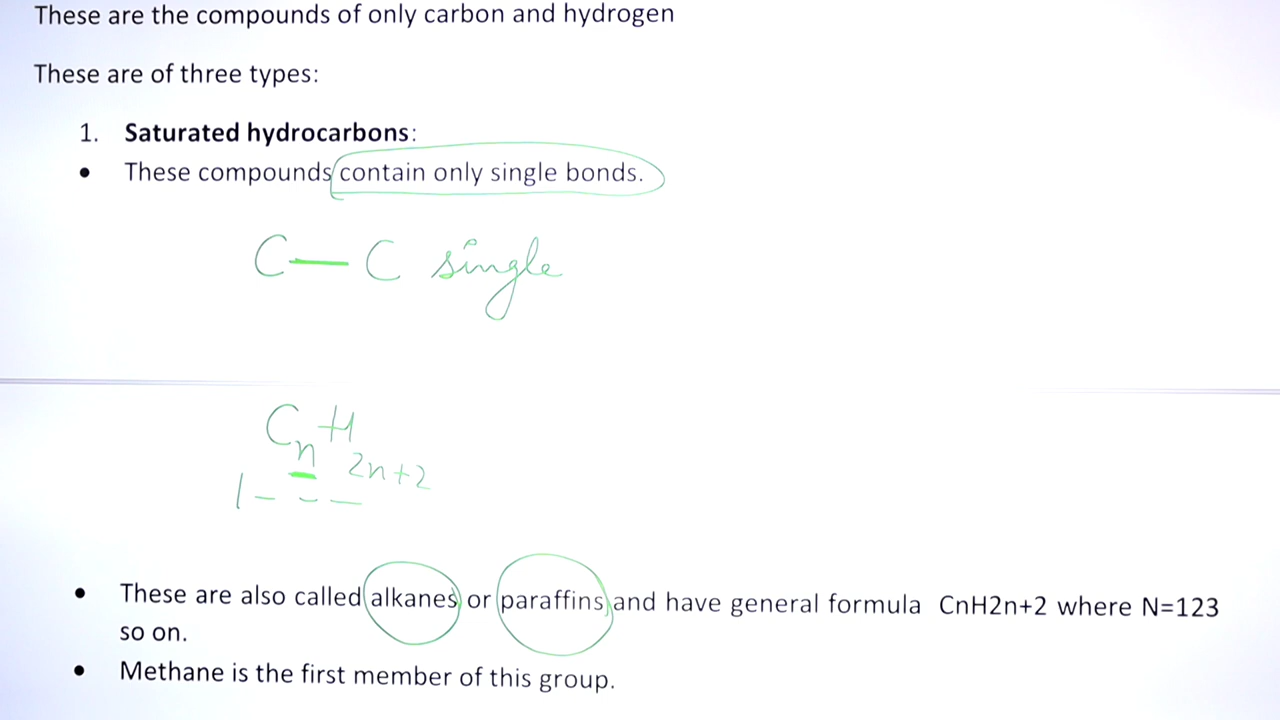 These are the compounds of only carbon and hydrogen
These are of three types:
1. Saturated hydrocarbons:
• These compounds contain only single bonds.
C — C single
CnH2n+2
1 - - -
• These are also called alkanes or paraffins and have general formula CnH2n+2 where N=123
so on.
• Methane is the first member of this group.